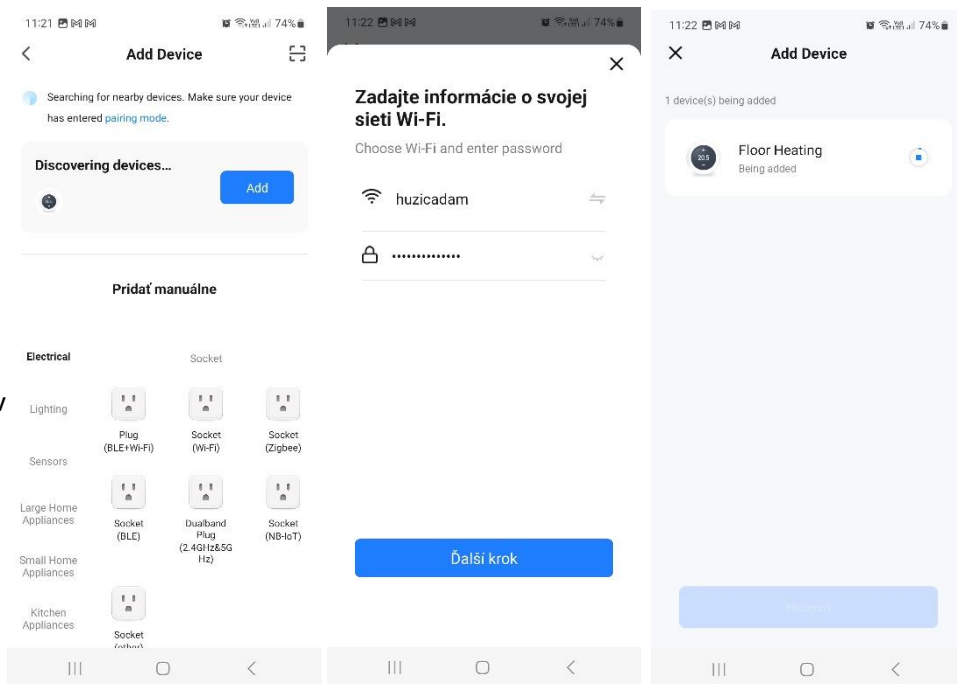 11:21
74%
Add Device
Searching for nearby devices. Make sure your device
has entered pairing mode.
Discovering devices...
Add
Pridať manuálne
Electrical
Socket
Lighting
Sensors
Large Home
Appliances
Small Home
Appliances
Kitchen
Appliances
Plug
(BLE+Wi-Fi)
Socket
(Wi-Fi)
Socket
(Zigbee)
Socket
(BLE)
Dualband
Plug
(2.4GHz&5G
Hz)
Socket
(NB-IoT)
Socket
(other)
11:22
74%
Zadajte informácie o svojej
sieti Wi-Fi.
Choose Wi-Fi and enter password
huzicadam
••••••••••••••
Ďalší krok
11:22
74%
Add Device
1 device(s) being added
20.5
Floor Heating
Being added
Hotovo